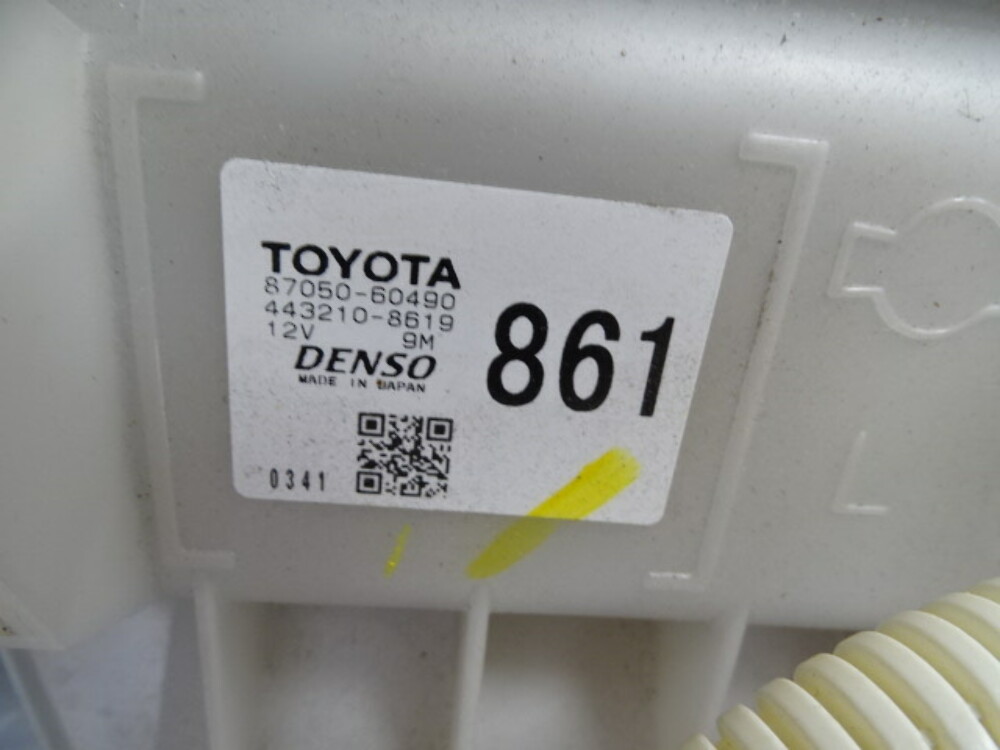 TOYOTA
87050-60490
443210-8619
12V 9M
DENSO
MADE IN JAPAN
861
0341
L